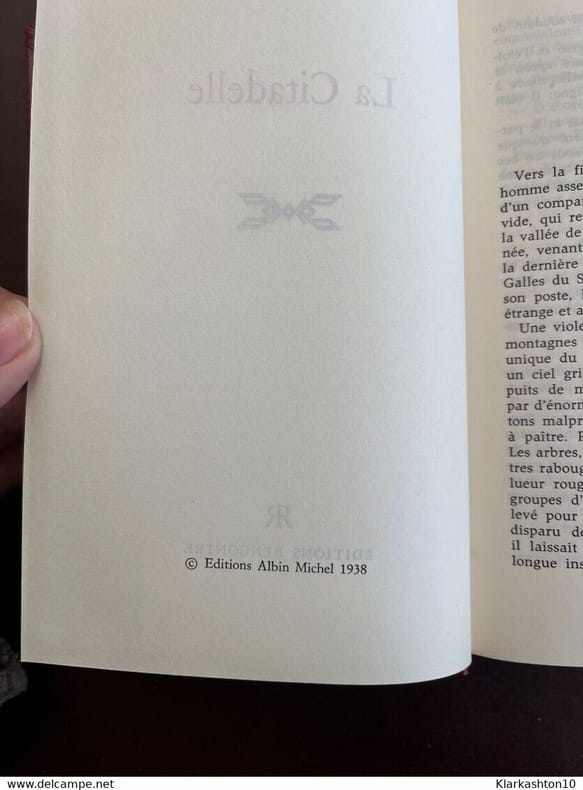 La Citadelle
RR
EDITIONS RENCONTRE
© Editions Albin Michel 1938
Vers la fi
homme asse
d'un compa
vide, qui re
la vallée de
née, venant
la dernière
Galles du S
son poste, l
étrange et a
Une viole
montagnes
unique du
un ciel gri
puits de m
par d'énorm
tons malpr
à paître. F
Les arbres,
tres raboug
lueur roug
groupes d'
levé pour
disparu de
il laissait
longue ins
www.delcampe.net
Klarkashton10